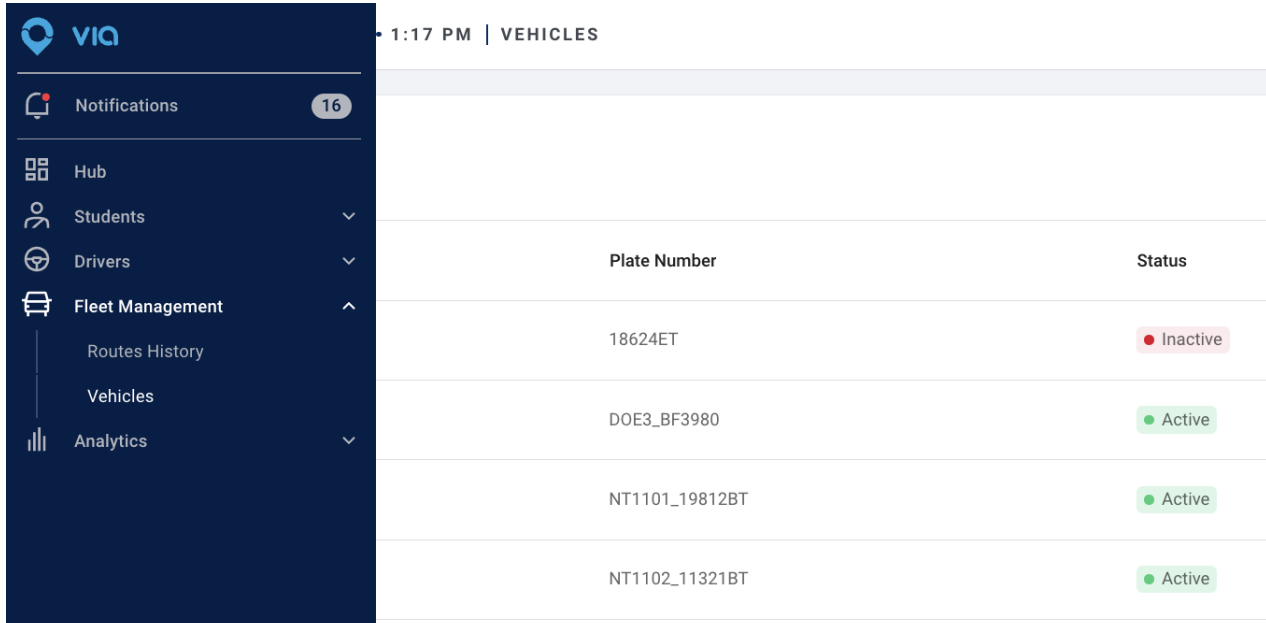 via
• 1:17 PM | VEHICLES
Notifications 16
Hub
Students
Drivers
Fleet Management
Routes History
Vehicles
Analytics
Plate Number Status
18624ET Inactive
DOE3_BF3980 Active
NT1101_19812BT Active
NT1102_11321BT Active